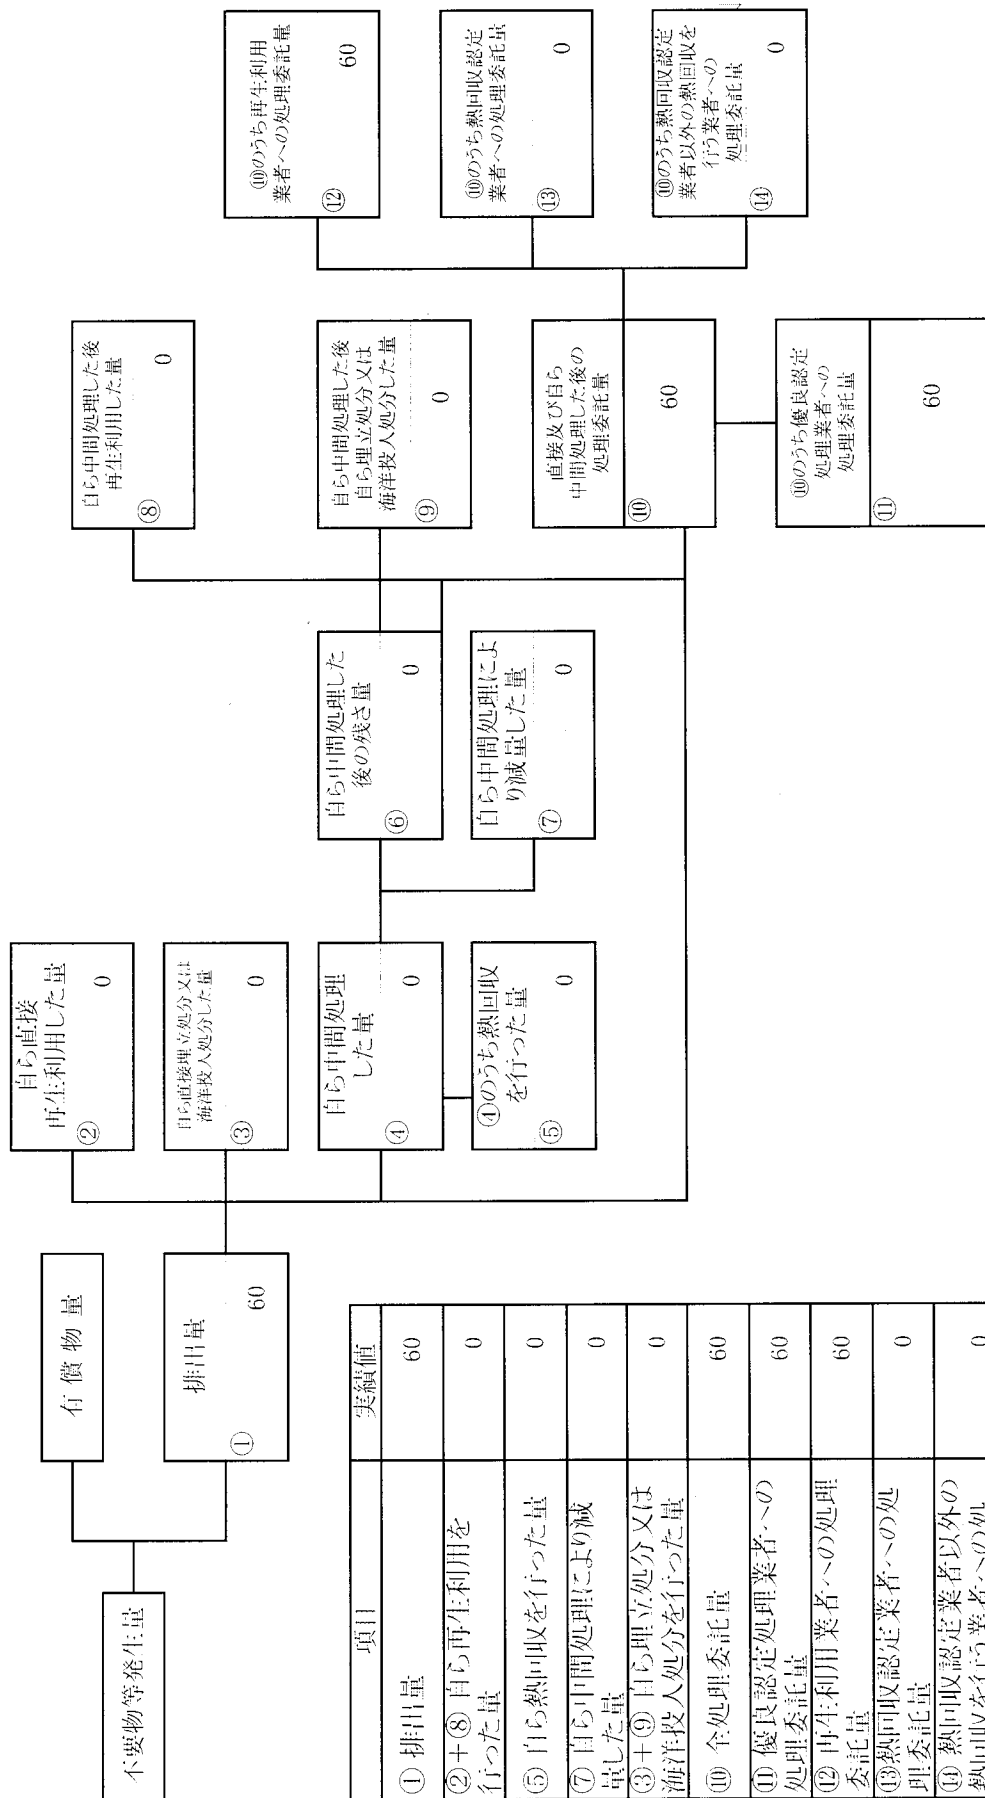 不要物等発生量
有償物量
排出量
①
60
自ら直接
再生利用した量
②
0
自ら直接埋立処分又は
海洋投入処分した量
③
0
自ら中間処理
した量
④
0
④のうち熱回収
を行った量
⑤
0
自ら中間処理した
後の残さ量
⑥
0
自ら中間処理によ
り減量した量
⑦
0
自ら中間処理した後
再生利用した量
⑧
0
自ら中間処理した後
自ら埋立処分又は
海洋投入処分した量
⑨
0
直接及び自ら
中間処理した後の
処理委託量
⑩
60
⑩のうち優良認定
処理業者への
処理委託量
⑪
60
⑩のうち再生利用
業者への処理委託量
⑫
60
⑩のうち熱回収認定
業者への処理委託量
⑬
0
⑩のうち熱回収認定
業者以外の熱回収を
行う業者への
処理委託量
⑭
0
項目 実績値
① 排出量 60
②+⑧ 自ら再生利用を
行った量 0
⑤ 自ら熱回収を行った量 0
⑦ 自ら中間処理により減
量した量 0
③+⑨ 自ら埋立処分又は
海洋投入処分を行った量 0
⑩ 全処理委託量 60
⑪ 優良認定処理業者への
処理委託量 60
⑫ 再生利用業者への処理
委託量 60
⑬熱回収認定業者への処
理委託量 0
⑭ 熱回収認定業者以外の
熱回収を行う業者への処 0